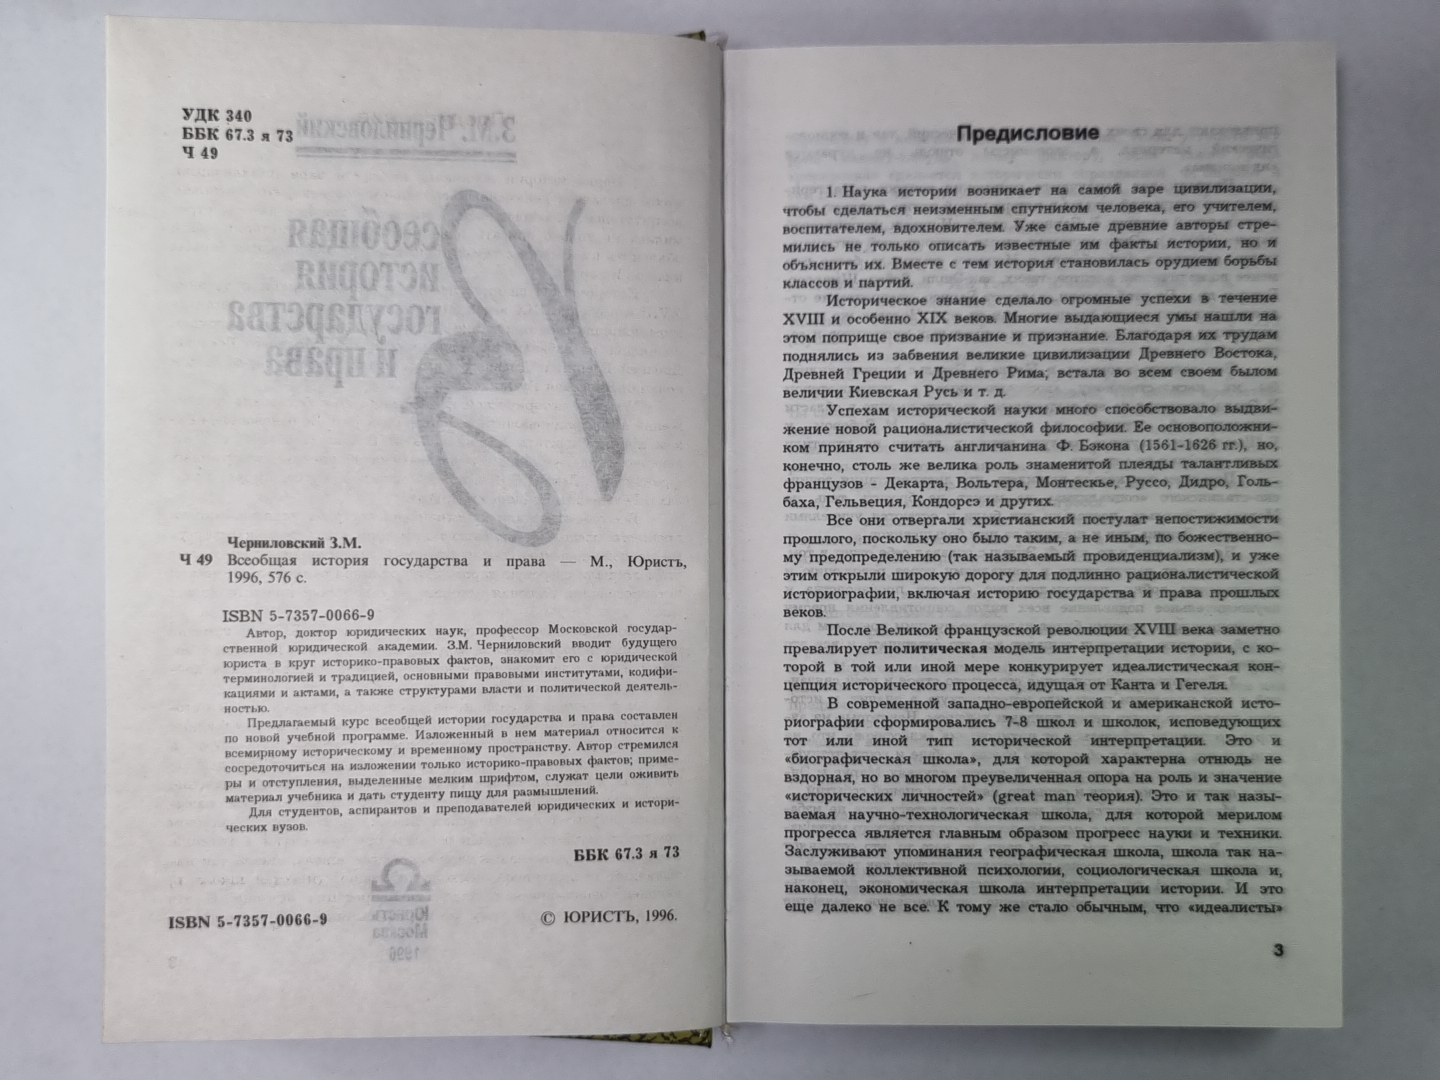 УДК 340
ББК 67.3 я 73
Ч 49
З.М. Черниловский
Всеобщая
история
государства
и права
Черниловский З.М.
Ч 49 Всеобщая история государства и права — М., Юристъ,
1996, 576 с.
ISBN 5-7357-0066-9
Автор, доктор юридических наук, профессор Московской государ-
ственной юридической академии. З.М. Черниловский вводит будущего
юриста в круг историко-правовых фактов, знакомит его с юридической
терминологией и традицией, основными правовыми институтами, кодифи-
кациями и актами, а также структурами власти и политической деятель-
ностью.
Предлагаемый курс всеобщей истории государства и права составлен
по новой учебной программе. Изложенный в нем материал относится к
всемирному историческому и временному пространству. Автор стремился
сосредоточиться на изложении только историко-правовых фактов; приме-
ры и отступления, выделенные мелким шрифтом, служат цели оживить
материал учебника и дать студенту пищу для размышлений.
Для студентов, аспирантов и преподавателей юридических и истори-
ческих вузов.
ББК 67.3 я 73
Юристъ
Москва
1996
ISBN 5-7357-0066-9
© ЮРИСТЪ, 1996.
Предисловие
1. Наука истории возникает на самой заре цивилизации,
чтобы сделаться неизменным спутником человека, его учителем,
воспитателем, вдохновителем. Уже самые древние авторы стре-
мились не только описать известные им факты истории, но и
объяснить их. Вместе с тем история становилась орудием борьбы
классов и партий.
Историческое знание сделало огромные успехи в течение
XVIII и особенно XIX веков. Многие выдающиеся умы нашли на
этом поприще свое призвание и признание. Благодаря их трудам
поднялись из забвения великие цивилизации Древнего Востока,
Древней Греции и Древнего Рима; встала во всем своем былом
величии Киевская Русь и т. д.
Успехам исторической науки много способствовало выдви-
жение новой рационалистической философии. Ее основоположни-
ком принято считать англичанина Ф. Бэкона (1561-1626 гг.), но,
конечно, столь же велика роль знаменитой плеяды талантливых
французов - Декарта, Вольтера, Монтескье, Руссо, Дидро, Голь-
баха, Гельвеция, Кондорсэ и других.
Все они отвергали христианский постулат непостижимости
прошлого, поскольку оно было таким, а не иным, по божественно-
му предопределению (так называемый провиденциализм), и уже
этим открыли широкую дорогу для подлинно рационалистической
историографии, включая историю государства и права прошлых
веков.
После Великой французской революции XVIII века заметно
превалирует политическая модель интерпретации истории, с ко-
торой в той или иной мере конкурирует идеалистическая кон-
цепция исторического процесса, идущая от Канта и Гегеля.
В современной западно-европейской и американской исто-
риографии сформировались 7-8 школ и школок, исповедующих
тот или иной тип исторической интерпретации. Это и
«биографическая школа», для которой характерна отнюдь не
вздорная, но во многом преувеличенная опора на роль и значение
«исторических личностей» (great man теория). Это и так назы-
ваемая научно-технологическая школа, для которой мерилом
прогресса является главным образом прогресс науки и техники.
Заслуживают упоминания географическая школа, школа так на-
зываемой коллективной психологии, социологическая школа и,
наконец, экономическая школа интерпретации истории. И это
еще далеко не все. К тому же стало обычным, что «идеалисты»
3